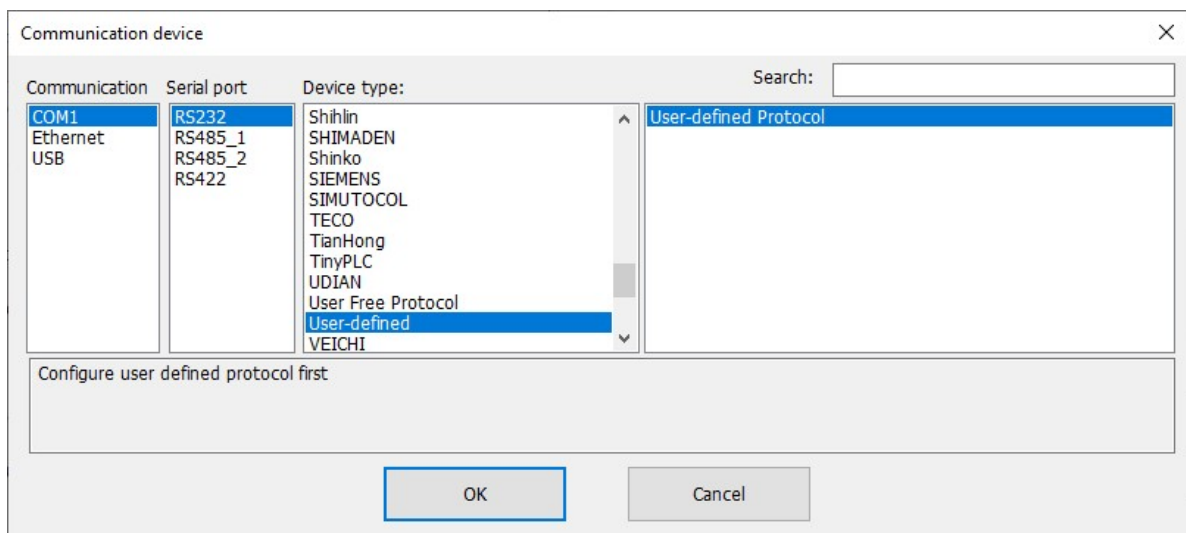 Communication device
Search:
Communication Serial port Device type:
COM1
Ethernet
USB
RS232
RS485_1
RS485_2
RS422
Shihlin
SHIMADEN
Shinko
SIEMENS
SIMUTOCOL
TECO
TianHong
TinyPLC
UDIAN
User Free Protocol
User-defined
VEICHI
User-defined Protocol
Configure user defined protocol first
OK Cancel